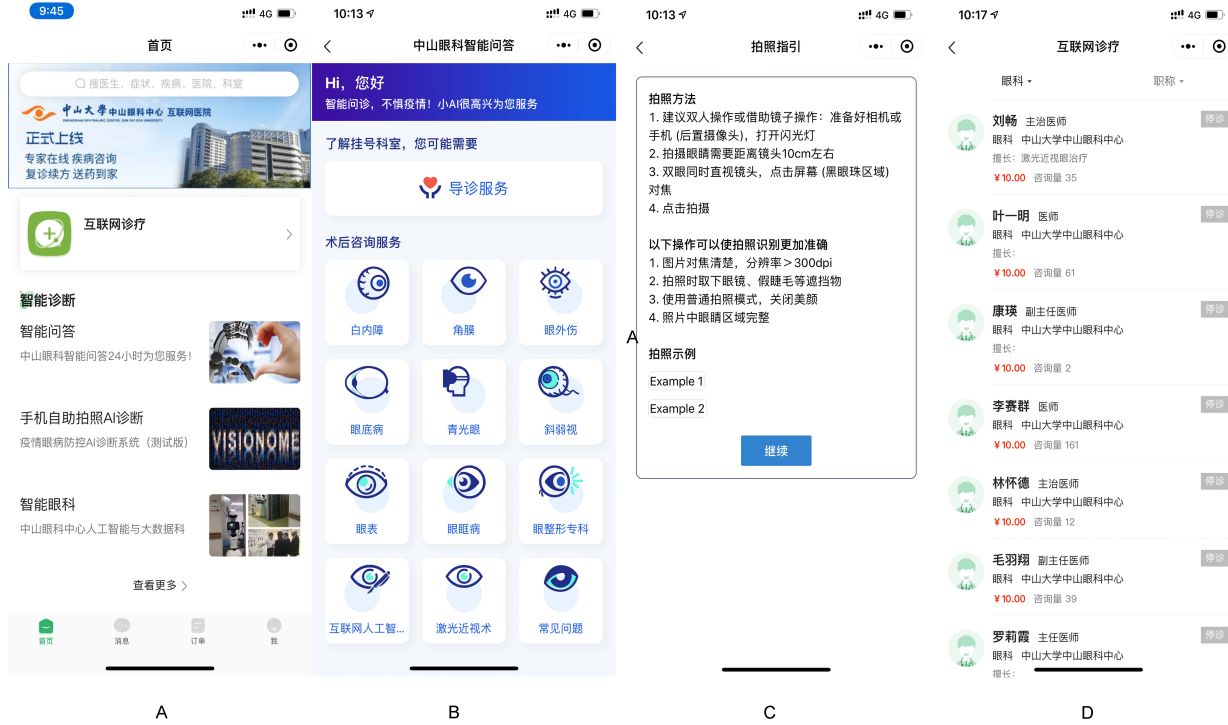 9:45
4G
首页
搜医生、症状、疾病、医院、科室
中山大学中山眼科中心 互联网医院
ZHONGSHAN OPHTHALMIC CENTER, SUN YAT-SEN UNIVERSITY
正式上线
专家在线 疾病咨询
复诊续方 送药到家
互联网诊疗
智能诊断
智能问答
中山眼科智能问答24小时为您服务!
手机自助拍照AI诊断
疫情眼病防控AI诊断系统（测试版）
VISIONOME
智能眼科
中山眼科中心人工智能与大数据科
查看更多
首页
消息
订单
我
A
10:13
4G
中山眼科智能问答
Hi，您好
智能问诊，不惧疫情！小AI很高兴为您服务
了解挂号科室，您可能需要
导诊服务
术后咨询服务
白内障
角膜
眼外伤
眼底病
青光眼
斜弱视
眼表
眼眶病
眼整形专科
互联网人工智...
激光近视术
常见问题
B
10:13
4G
拍照指引
拍照方法
1. 建议双人操作或借助镜子操作：准备好相机或
手机 (后置摄像头)，打开闪光灯
2. 拍摄眼睛需要距离镜头10cm左右
3. 双眼同时直视镜头，点击屏幕 (黑眼珠区域)
对焦
4. 点击拍摄
以下操作可以使拍照识别更加准确
1. 图片对焦清楚，分辨率＞300dpi
2. 拍照时取下眼镜、假睫毛等遮挡物
3. 使用普通拍照模式，关闭美颜
4. 照片中眼睛区域完整
A
拍照示例
Example 1
Example 2
继续
C
10:17
4G
互联网诊疗
眼科
职称
刘畅 主治医师
停诊
眼科 中山大学中山眼科中心
擅长：激光近视眼治疗
￥10.00 咨询量 35
叶一明 医师
停诊
眼科 中山大学中山眼科中心
擅长：
￥10.00 咨询量 61
康瑛 副主任医师
停诊
眼科 中山大学中山眼科中心
擅长：
￥10.00 咨询量 2
李赛群 医师
停诊
眼科 中山大学中山眼科中心
￥10.00 咨询量 161
林怀德 主治医师
停诊
眼科 中山大学中山眼科中心
￥10.00 咨询量 12
毛羽翔 副主任医师
停诊
眼科 中山大学中山眼科中心
￥10.00 咨询量 39
罗莉霞 主任医师
停诊
眼科 中山大学中山眼科中心
擅长：
D